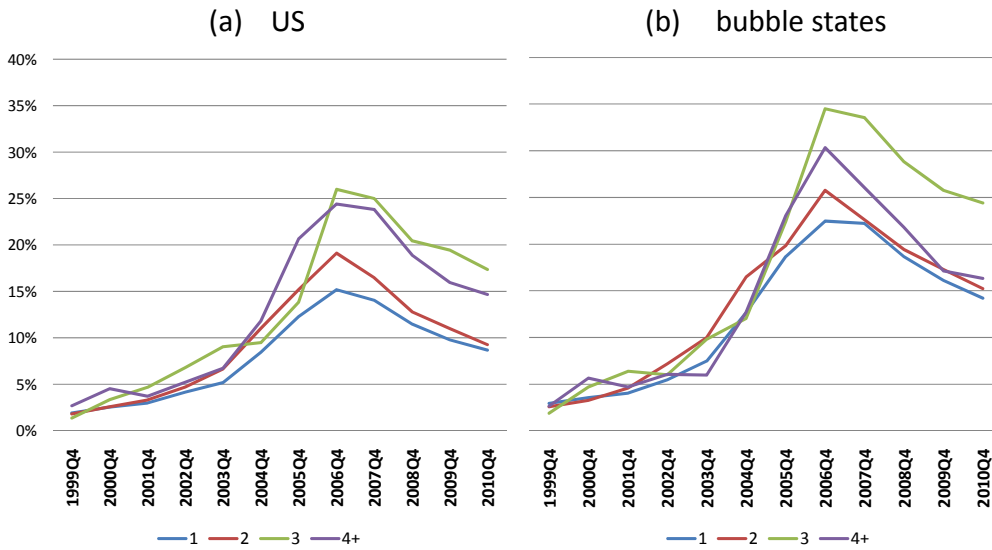 (a) US
(b) bubble states
40%
35%
30%
25%
20%
15%
10%
5%
0%
1999Q4
2000Q4
2001Q4
2002Q4
2003Q4
2004Q4
2005Q4
2006Q4
2007Q4
2008Q4
2009Q4
2010Q4
1999Q4
2000Q4
2001Q4
2002Q4
2003Q4
2004Q4
2005Q4
2006Q4
2007Q4
2008Q4
2009Q4
2010Q4
1 2 3 4+
1 2 3 4+